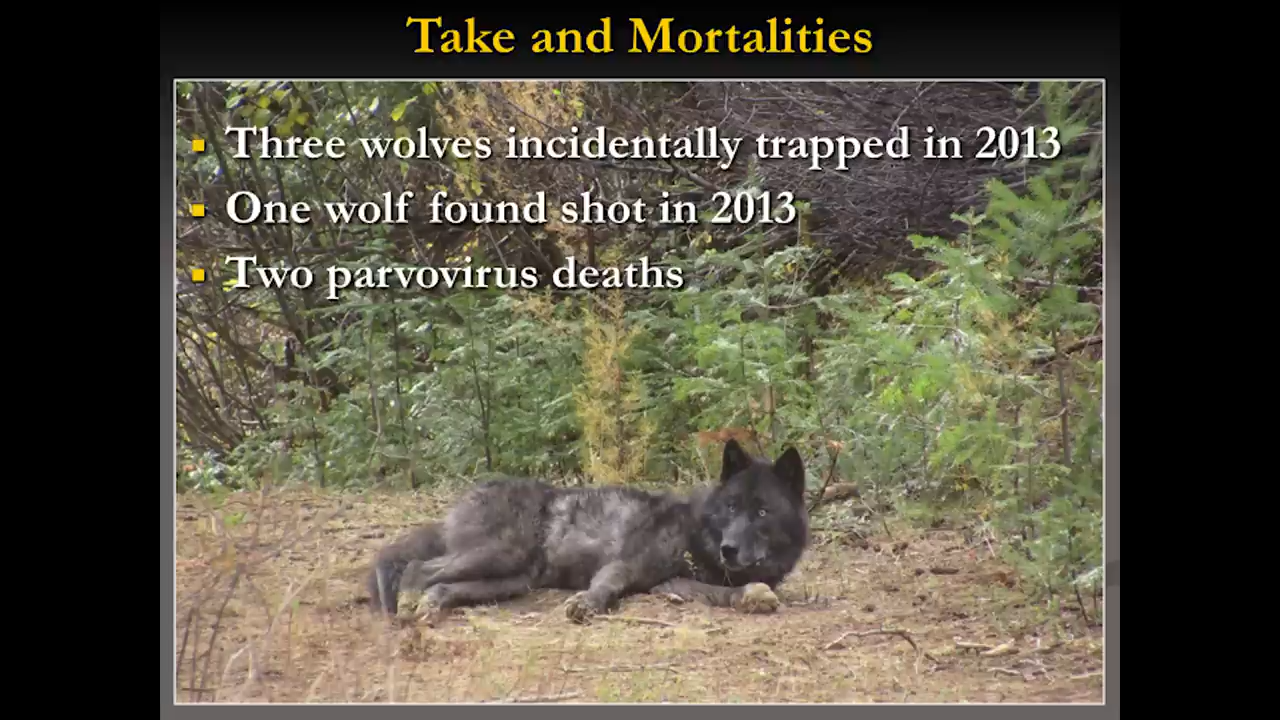 Take and Mortalities
Three wolves incidentally trapped in 2013
One wolf found shot in 2013
Two parvovirus deaths